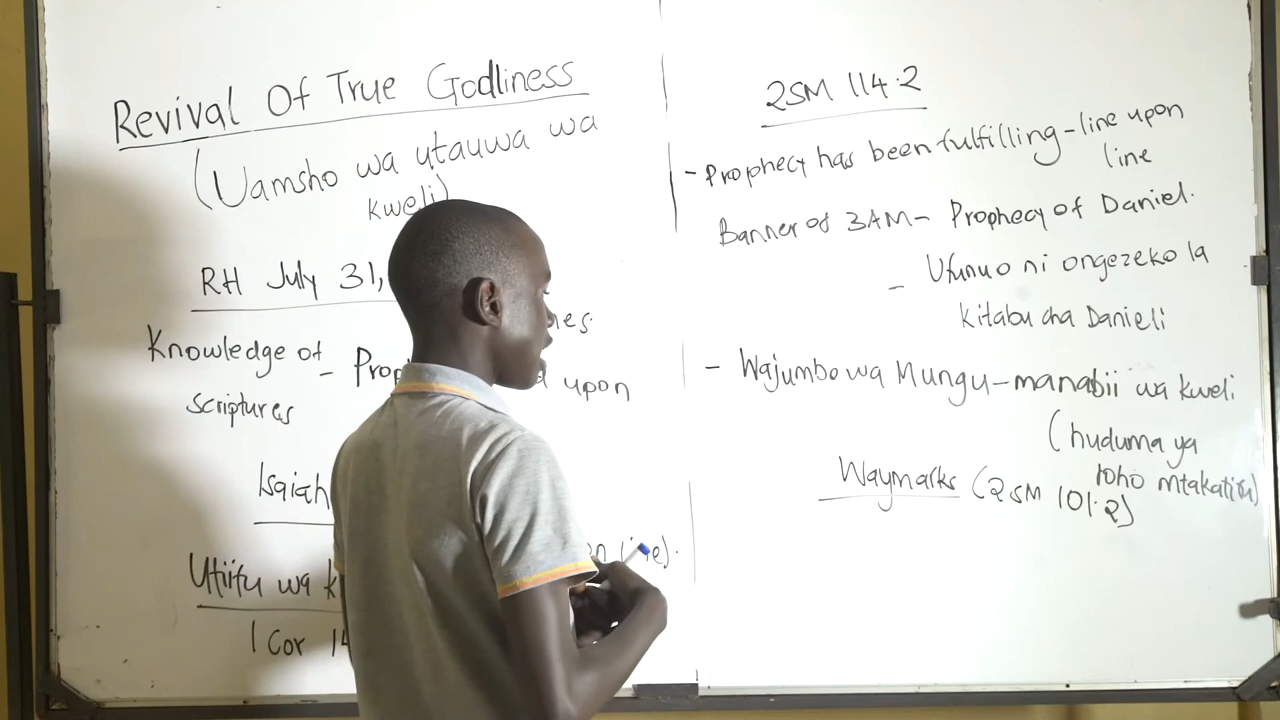 Revival Of True Godliness
(Uamsho wa utauwa wa
kweli)
RH July 31,
Knowledge of - Prop
upon
scriptures
Isaiah
Utiifu wa k
1 Cor 14
2SM 114.2
- Prophecy has been fulfilling - line upon
line
Banner of 3AM - Prophecy of Daniel.
- Ufunuo ni ongezeko la
kitabu cha Danieli
- Wajumbe wa Mungu - manabii wa kweli
(huduma ya
roho mtakatifu)
Waymarks (2SM 101.2)